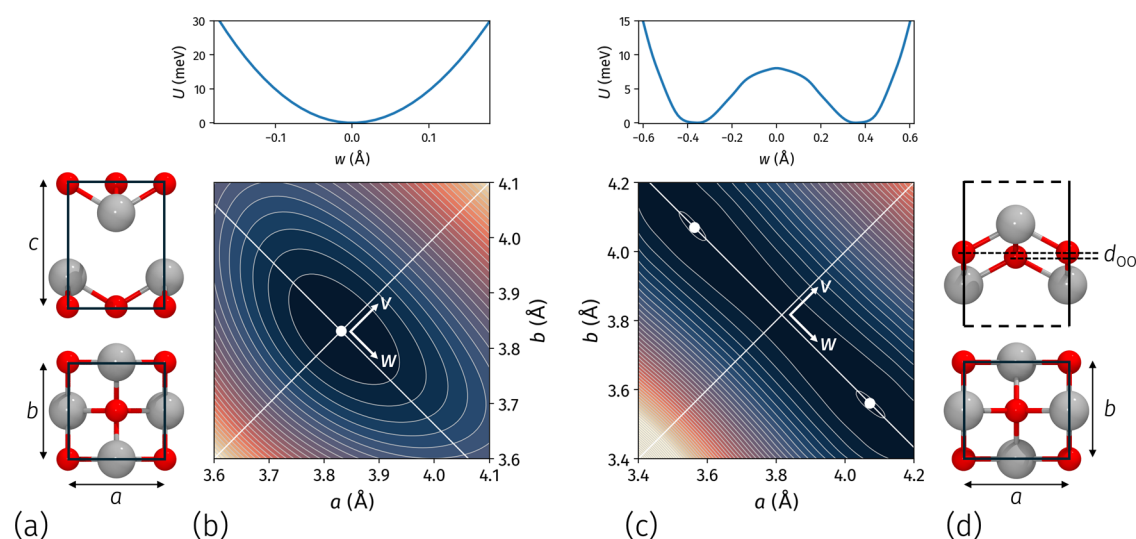 30
20
10
0
U (meV)
−0.1
0.0
0.1
w (Å)
15
10
5
0
U (meV)
−0.6
−0.4
−0.2
0.0
0.2
0.4
0.6
w (Å)
c
b
a
(a)
v
w
4.1
4.0
3.9
3.8
3.7
3.6
b (Å)
3.6
3.7
3.8
3.9
4.0
4.1
a (Å)
(b)
4.2
4.0
3.8
3.6
3.4
b (Å)
v
w
3.4
3.6
3.8
4.0
4.2
a (Å)
(c)
dOO
b
a
(d)